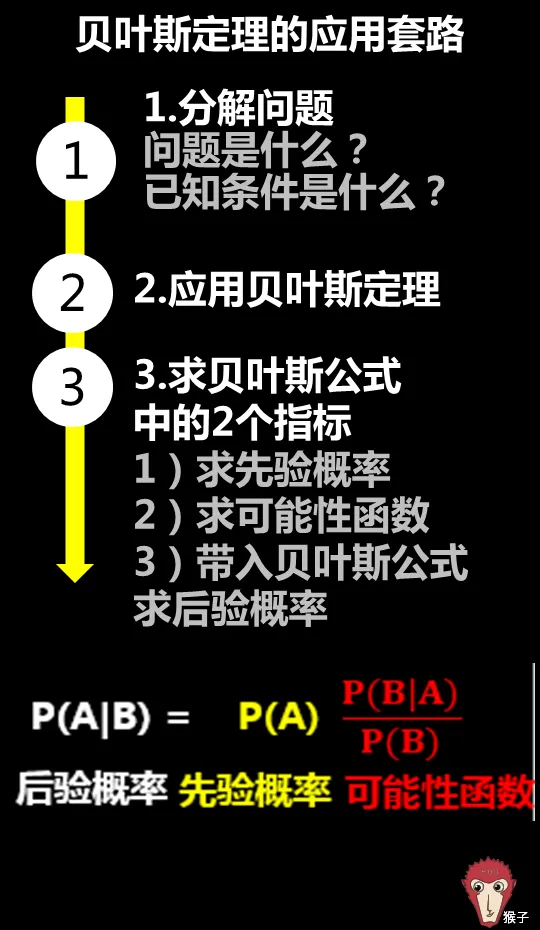 贝叶斯定理的应用套路
1
1.分解问题
问题是什么？
已知条件是什么？
2
2.应用贝叶斯定理
3
3.求贝叶斯公式
中的2个指标
1）求先验概率
2）求可能性函数
3）带入贝叶斯公式
求后验概率
P(A|B) = P(A) P(B|A)
P(B)
后验概率 先验概率 可能性函数
猴子